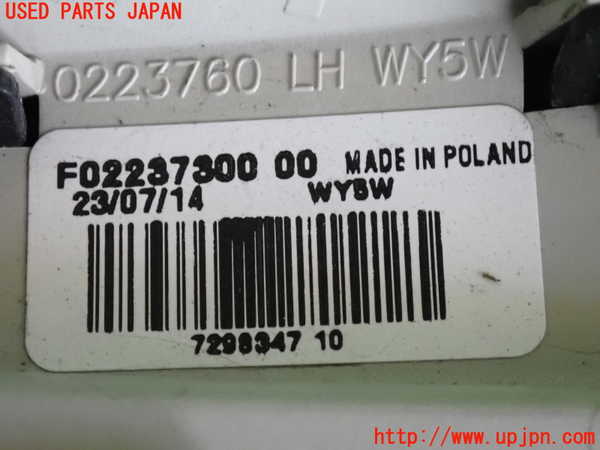 USED PARTS JAPAN
0223760 LH WY5W
F02237300 00 MADE IN POLAND
23/07/14 WY5W
7298347 10
UPJ
http://www.upjpn.com/